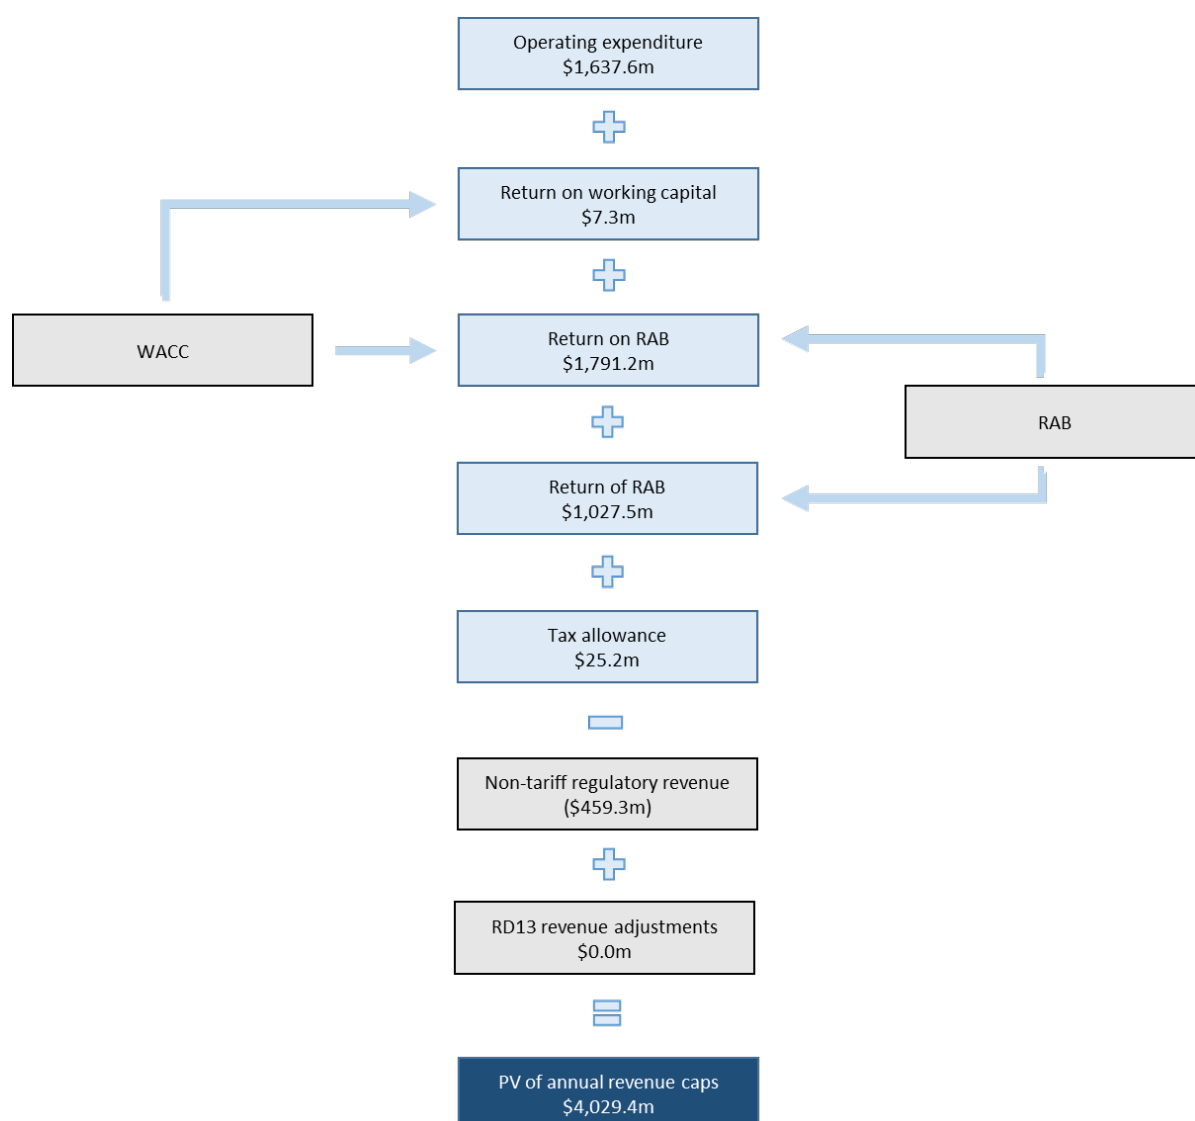 Operating expenditure
$1,637.6m
Return on working capital
$7.3m
WACC
Return on RAB
$1,791.2m
RAB
Return of RAB
$1,027.5m
Tax allowance
$25.2m
Non-tariff regulatory revenue
($459.3m)
RD13 revenue adjustments
$0.0m
PV of annual revenue caps
$4,029.4m